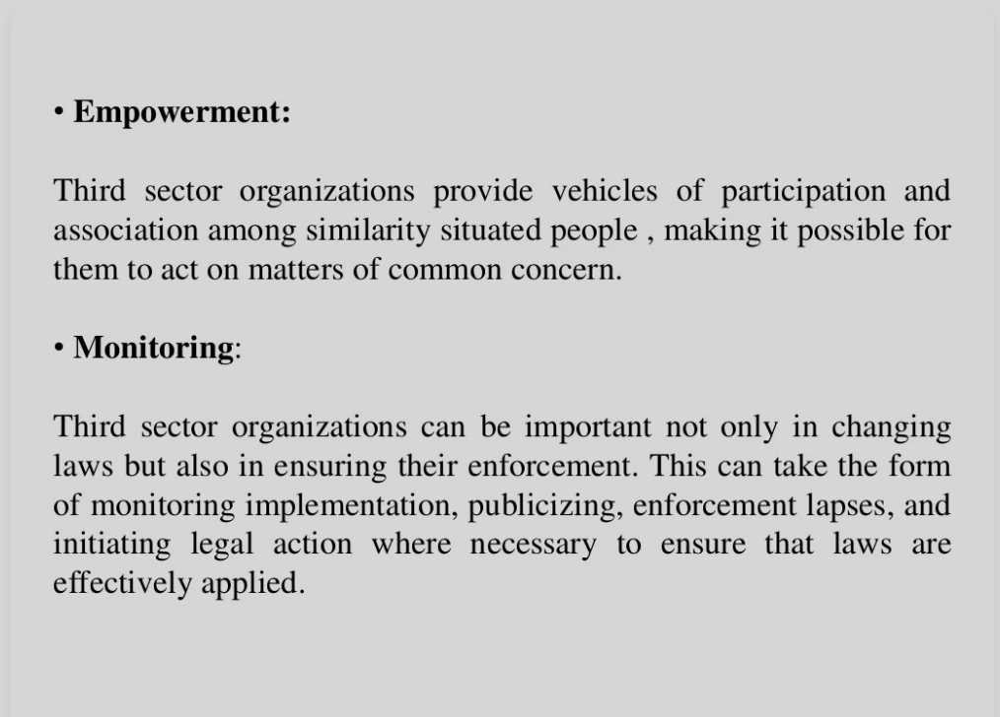 • Empowerment:
Third sector organizations provide vehicles of participation and
association among similarity situated people , making it possible for
them to act on matters of common concern.
• Monitoring:
Third sector organizations can be important not only in changing
laws but also in ensuring their enforcement. This can take the form
of monitoring implementation, publicizing, enforcement lapses, and
initiating legal action where necessary to ensure that laws are
effectively applied.